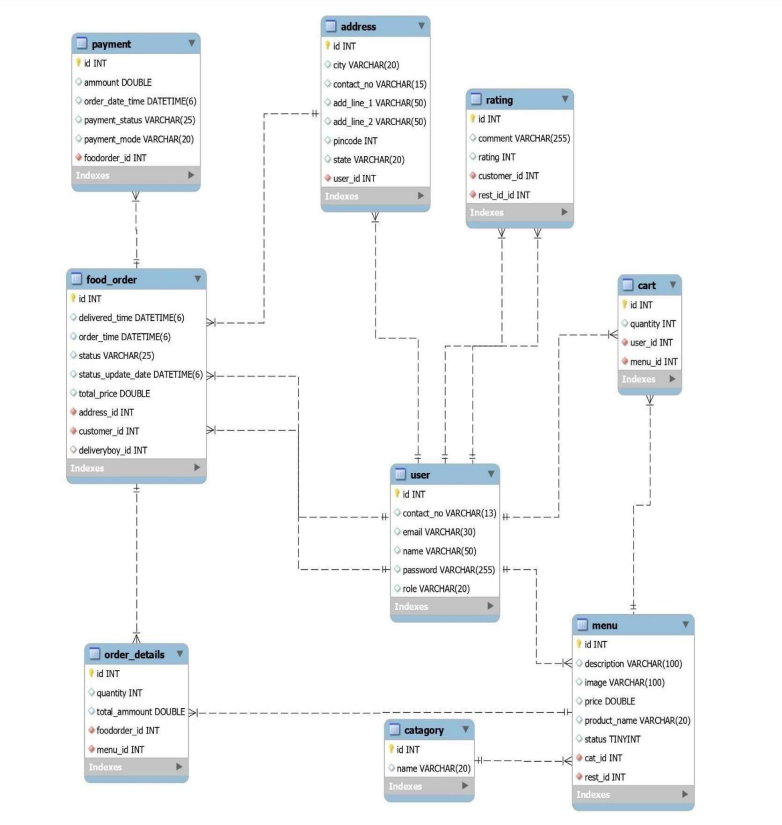 payment
id INT
ammount DOUBLE
order_date_time DATETIME(6)
payment_status VARCHAR(25)
payment_mode VARCHAR(20)
foodorder_id INT
Indexes
address
id INT
city VARCHAR(20)
contact_no VARCHAR(15)
add_line_1 VARCHAR(50)
add_line_2 VARCHAR(50)
pincode INT
state VARCHAR(20)
user_id INT
Indexes
rating
id INT
comment VARCHAR(255)
rating INT
customer_id INT
rest_id_id INT
Indexes
food_order
id INT
delivered_time DATETIME(6)
order_time DATETIME(6)
status VARCHAR(25)
status_update_date DATETIME(6)
total_price DOUBLE
address_id INT
customer_id INT
deliveryboy_id INT
Indexes
cart
id INT
quantity INT
user_id INT
menu_id INT
Indexes
user
id INT
contact_no VARCHAR(13)
email VARCHAR(30)
name VARCHAR(50)
password VARCHAR(255)
role VARCHAR(20)
Indexes
menu
id INT
description VARCHAR(100)
image VARCHAR(100)
price DOUBLE
product_name VARCHAR(20)
status TINYINT
cat_id INT
rest_id INT
Indexes
order_details
id INT
quantity INT
total_ammount DOUBLE
foodorder_id INT
menu_id INT
Indexes
catagory
id INT
name VARCHAR(20)
Indexes